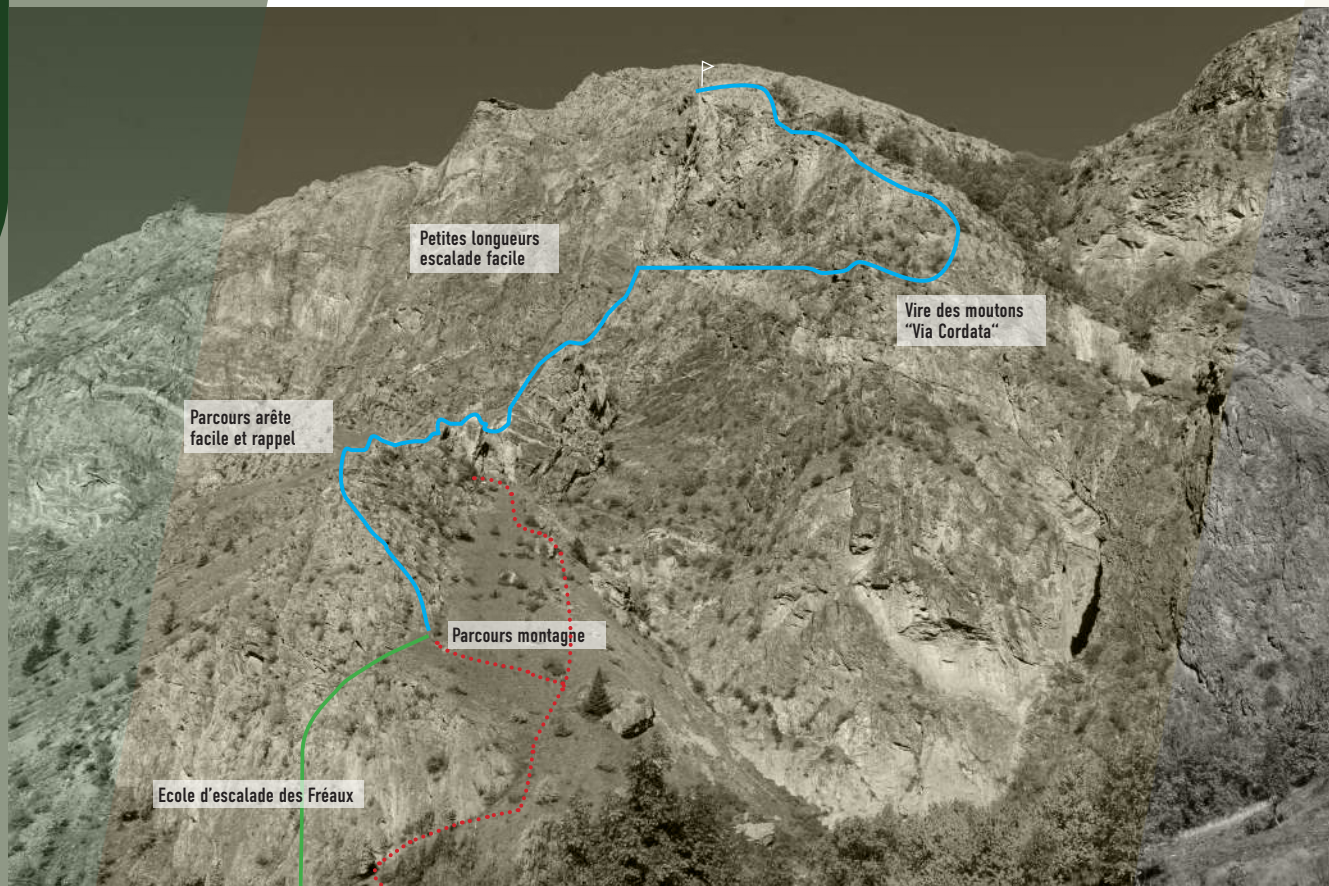 Petites longueurs
escalade facile
Vire des moutons
"Via Cordata"
Parcours arête
facile et rappel
Parcours montagne
Ecole d'escalade des Fréaux